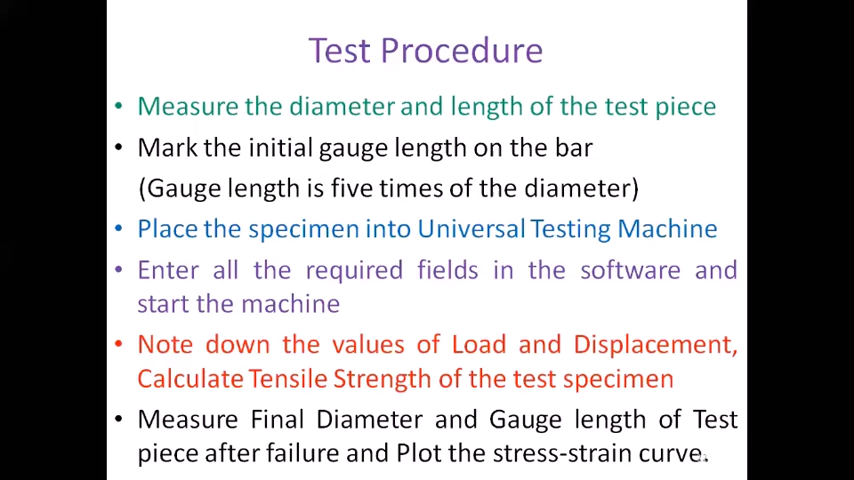 Test Procedure
• Measure the diameter and length of the test piece
• Mark the initial gauge length on the bar
(Gauge length is five times of the diameter)
• Place the specimen into Universal Testing Machine
• Enter all the required fields in the software and
start the machine
• Note down the values of Load and Displacement,
Calculate Tensile Strength of the test specimen
• Measure Final Diameter and Gauge length of Test
piece after failure and Plot the stress-strain curve.